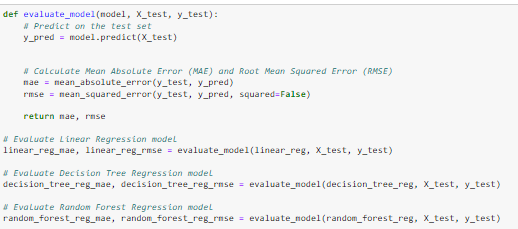 def evaluate_model(model, X_test, y_test):
    # Predict on the test set
    y_pred = model.predict(X_test)
    # Calculate Mean Absolute Error (MAE) and Root Mean Squared Error (RMSE)
    mae = mean_absolute_error(y_test, y_pred)
    rmse = mean_squared_error(y_test, y_pred, squared=False)
    return mae, rmse
# Evaluate Linear Regression model
linear_reg_mae, linear_reg_rmse = evaluate_model(linear_reg, X_test, y_test)
# Evaluate Decision Tree Regression model
decision_tree_reg_mae, decision_tree_reg_rmse = evaluate_model(decision_tree_reg, X_test, y_test)
# Evaluate Random Forest Regression model
random_forest_reg_mae, random_forest_reg_rmse = evaluate_model(random_forest_reg, X_test, y_test)